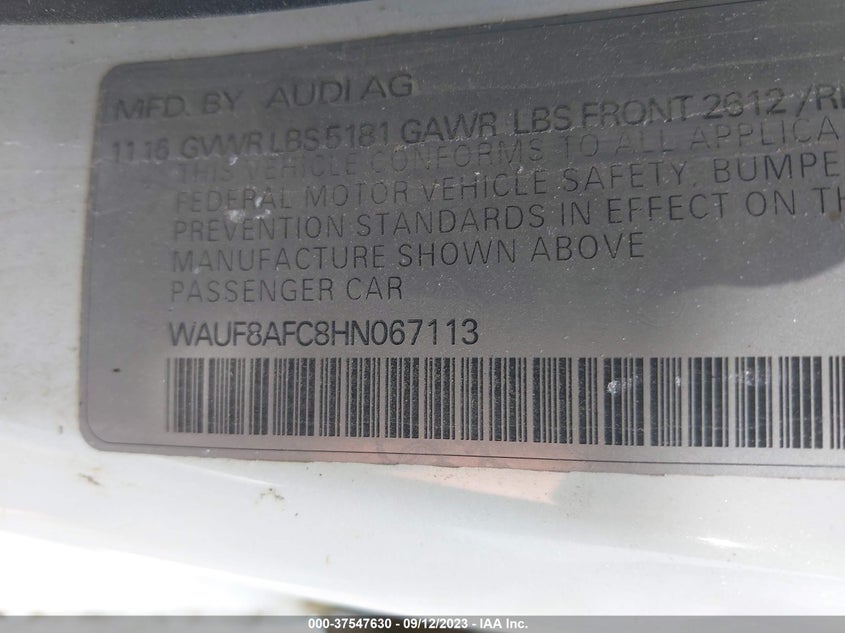 MFD. BY AUDI AG
11 16 GVWR LBS 5181 GAWR LBS FRONT 2612 /R
THIS VEHICLE CONFORMS TO ALL APPLICA
FEDERAL MOTOR VEHICLE SAFETY, BUMPE
PREVENTION STANDARDS IN EFFECT ON TH
MANUFACTURE SHOWN ABOVE
PASSENGER CAR
WAUF8AFC8HN067113
000-37547630 - 09/12/2023 - IAA Inc.